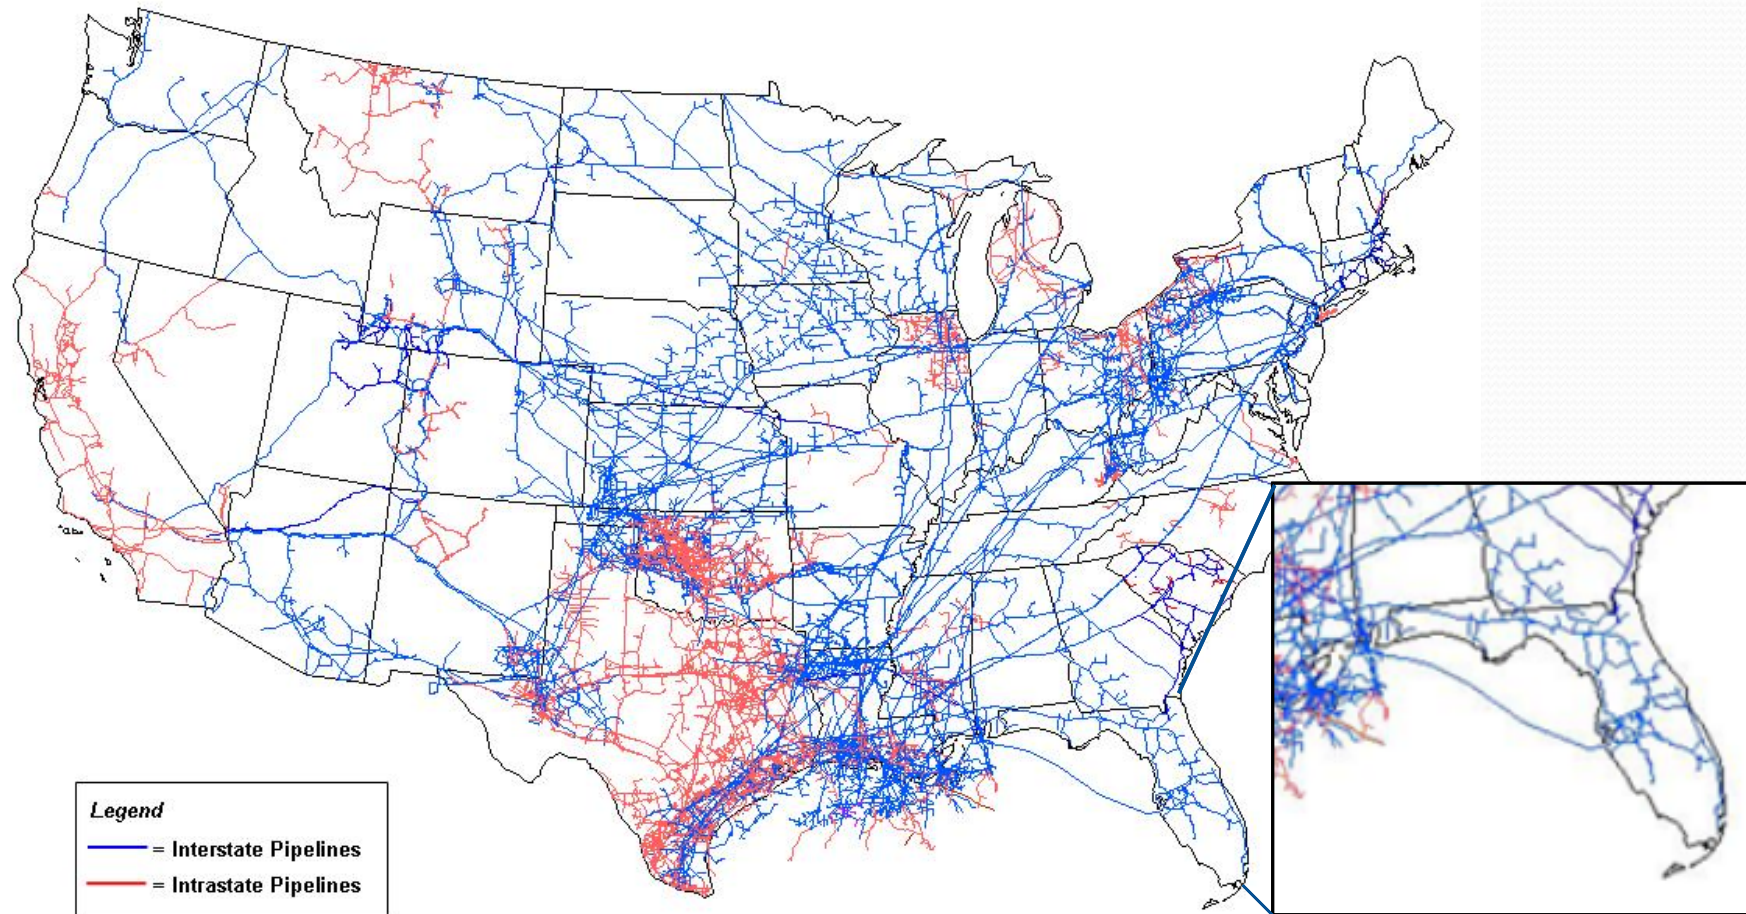 Legend
= Interstate Pipelines
= Intrastate Pipelines